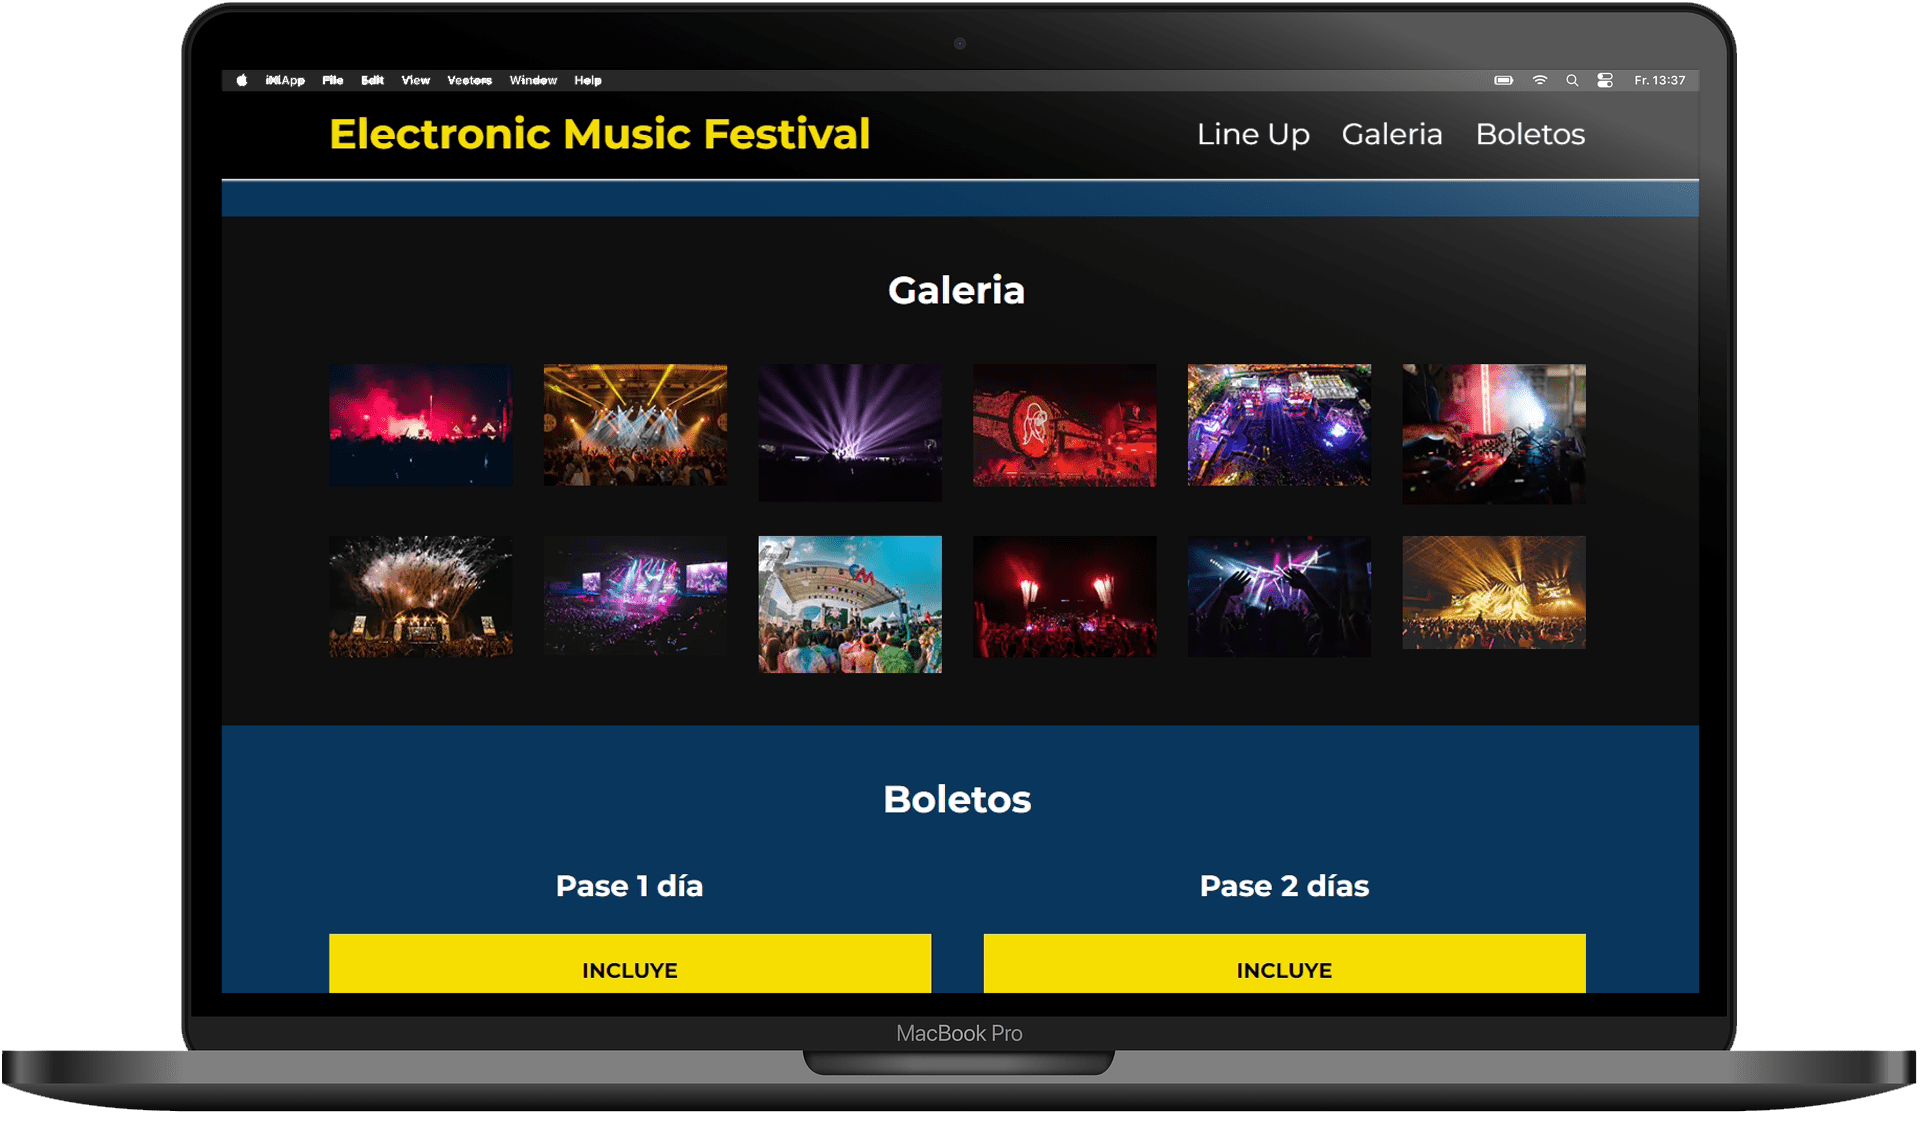 iMiApp File Edit View Vectors Window Help
Fr. 13:37
Electronic Music Festival
Line Up Galeria Boletos
Galeria
Boletos
Pase 1 día
Pase 2 días
INCLUYE
INCLUYE
MacBook Pro